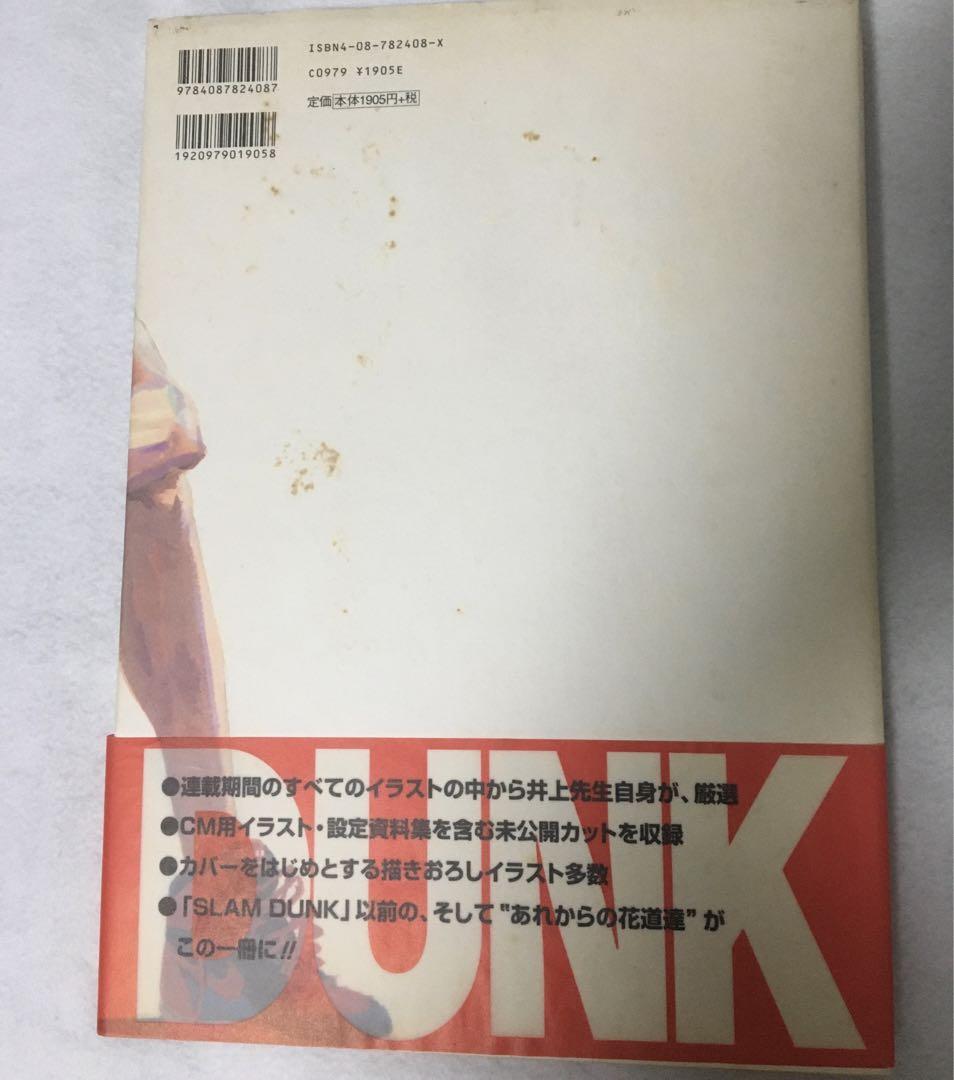 ISBN4-08-782408-X
C0979 ¥1905E
9784087824087
定価 本体1905円+税
1920979019058
●連載期間のすべてのイラストの中から井上先生自身が、厳選
●CM用イラスト・設定資料集を含む未公開カットを収録
●カバーをはじめとする描きおろしイラスト多数
●「SLAM DUNK」以前の、そして"あれからの花道達"が
この一冊に!!
DUNK